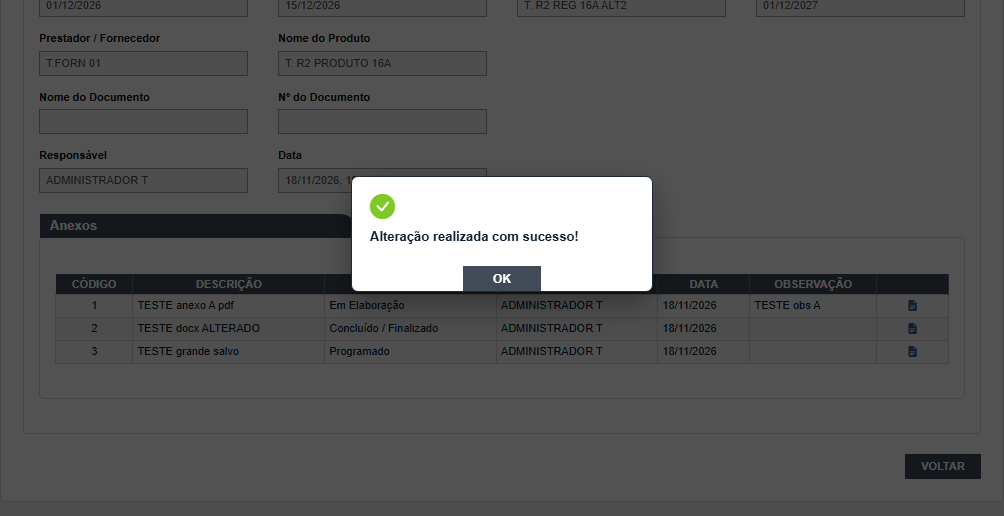 01/12/2026 15/12/2026 T. R2 REG 16A ALT2 01/12/2027
Prestador / Fornecedor Nome do Produto
T.FORN 01 T. R2 PRODUTO 16A
Nome do Documento Nº do Documento
Responsável Data
ADMINISTRADOR T 18/11/2026,
Alteração realizada com sucesso!
OK
Anexos
CÓDIGO DESCRIÇÃO DATA OBSERVAÇÃO
1 TESTE anexo A pdf Em Elaboração ADMINISTRADOR T 18/11/2026 TESTE obs A
2 TESTE docx ALTERADO Concluído / Finalizado ADMINISTRADOR T 18/11/2026
3 TESTE grande salvo Programado ADMINISTRADOR T 18/11/2026
VOLTAR